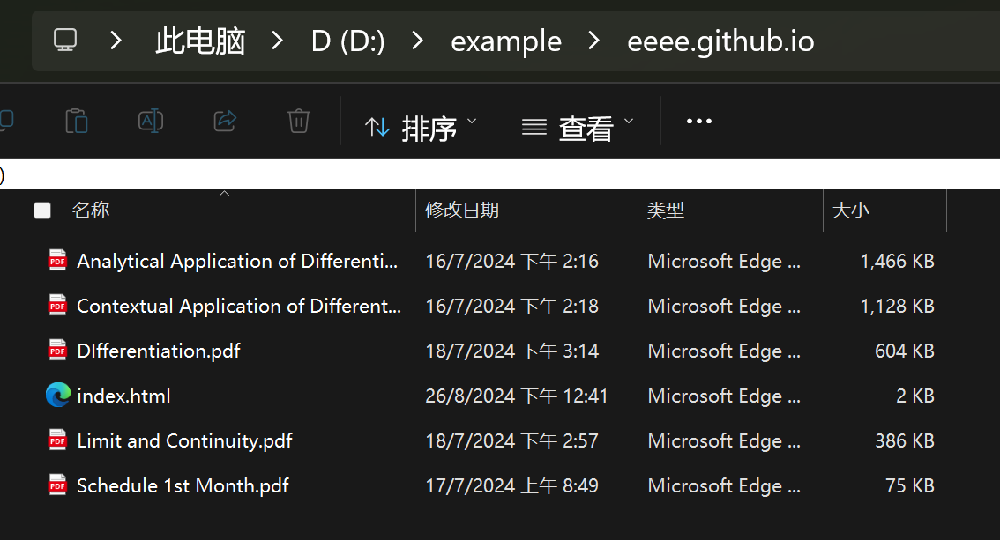 此电脑 > D (D:) > example > eeee.github.io
排序 查看 ...
)
名称 修改日期 类型 大小
PDF Analytical Application of Differenti... 16/7/2024 下午 2:16 Microsoft Edge ... 1,466 KB
PDF Contextual Application of Different... 16/7/2024 下午 2:18 Microsoft Edge ... 1,128 KB
PDF DIfferentiation.pdf 18/7/2024 下午 3:14 Microsoft Edge ... 604 KB
index.html 26/8/2024 下午 12:41 Microsoft Edge ... 2 KB
PDF Limit and Continuity.pdf 18/7/2024 下午 2:57 Microsoft Edge ... 386 KB
PDF Schedule 1st Month.pdf 17/7/2024 上午 8:49 Microsoft Edge ... 75 KB